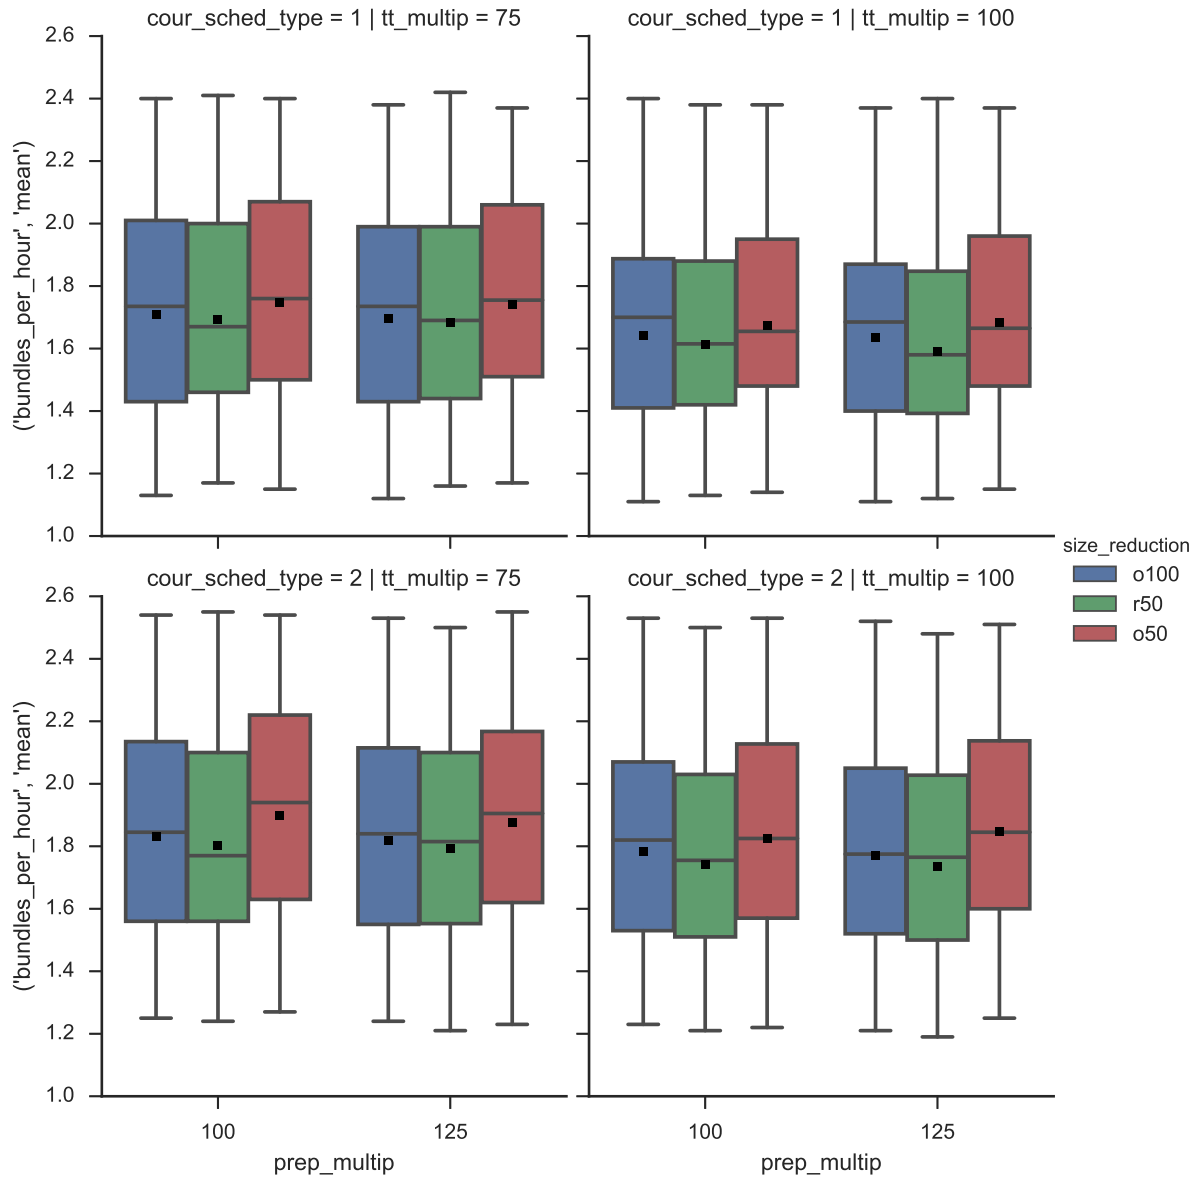 cour_sched_type = 1 | tt_multip = 75
cour_sched_type = 1 | tt_multip = 100
('bundles_per_hour', 'mean')
2.6
2.4
2.2
2.0
1.8
1.6
1.4
1.2
1.0
size_reduction
o100
r50
o50
cour_sched_type = 2 | tt_multip = 75
cour_sched_type = 2 | tt_multip = 100
('bundles_per_hour', 'mean')
2.6
2.4
2.2
2.0
1.8
1.6
1.4
1.2
1.0
100
125
100
125
prep_multip
prep_multip